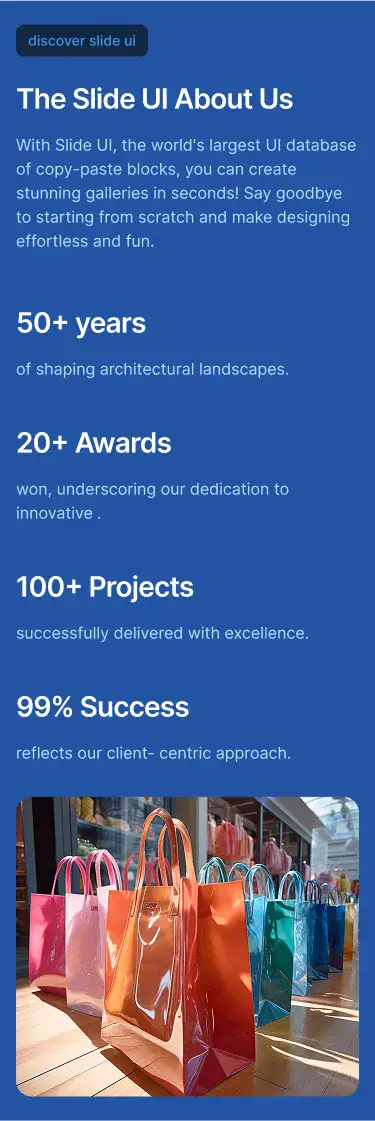 discover slide ui
The Slide UI About Us
With Slide UI, the world's largest UI database
of copy-paste blocks, you can create
stunning galleries in seconds! Say goodbye
to starting from scratch and make designing
effortless and fun.
50+ years
of shaping architectural landscapes.
20+ Awards
won, underscoring our dedication to
innovative .
100+ Projects
successfully delivered with excellence.
99% Success
reflects our client- centric approach.